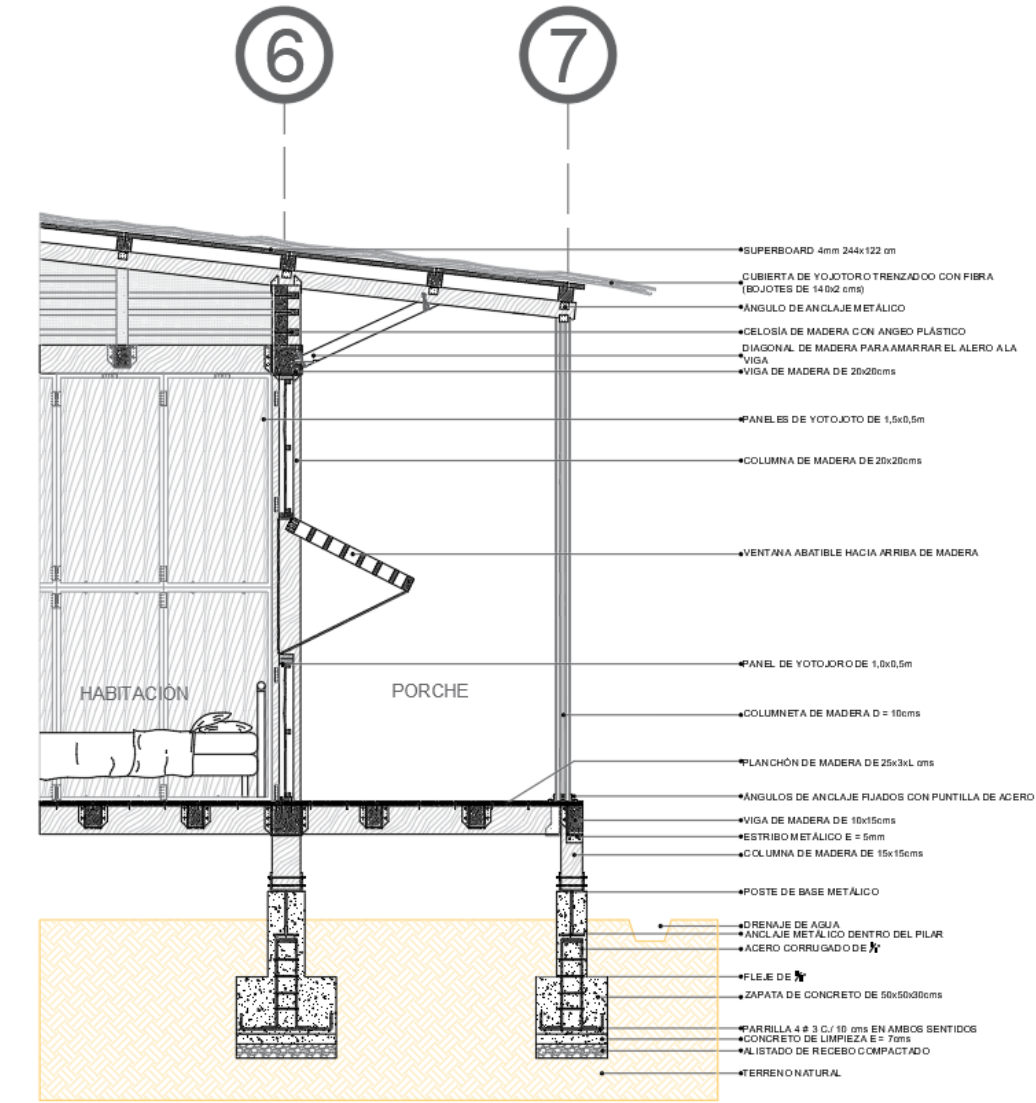 6
7
SUPERBOARD 4mm 244x122 cm
CUBIERTA DE YOJOTORO TRENZADOO CON FIBRA
(BOJOTES DE 140x2 cms)
ÁNGULO DE ANCLAJE METÁLICO
CELOSÍA DE MADERA CON ANGEO PLÁSTICO
DIAGONAL DE MADERA PARA AMARRAR EL ALERO A LA
VIGA
VIGA DE MADERA DE 20x20cms
PANELES DE YOTOJOTO DE 1,5x0,5m
COLUMNA DE MADERA DE 20x20cms
VENTANA ABATIBLE HACIA ARRIBA DE MADERA
PANEL DE YOTOJORO DE 1,0x0,5m
HABITACIÓN
PORCHE
COLUMNETA DE MADERA D = 10cms
PLANCHÓN DE MADERA DE 25x3xL cms
ÁNGULOS DE ANCLAJE FIJADOS CON PUNTILLA DE ACERO
VIGA DE MADERA DE 10x15cms
ESTRIBO METÁLICO E = 5mm
COLUMNA DE MADERA DE 15x15cms
POSTE DE BASE METÁLICO
DRENAJE DE AGUA
ANCLAJE METÁLICO DENTRO DEL PILAR
ACERO CORRUGADO DE
FLEJE DE
ZAPATA DE CONCRETO DE 50x50x30cms
PARRILLA 4 # 3 C./ 10 cms EN AMBOS SENTIDOS
CONCRETO DE LIMPIEZA E = 7cms
ALISTADO DE RECEBO COMPACTADO
TERRENO NATURAL